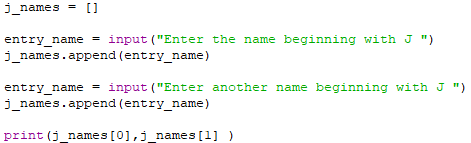 j_names = []
entry_name = input("Enter the name beginning with J ")
j_names.append(entry_name)
entry_name = input("Enter another name beginning with J ")
j_names.append(entry_name)
print(j_names[0],j_names[1] )